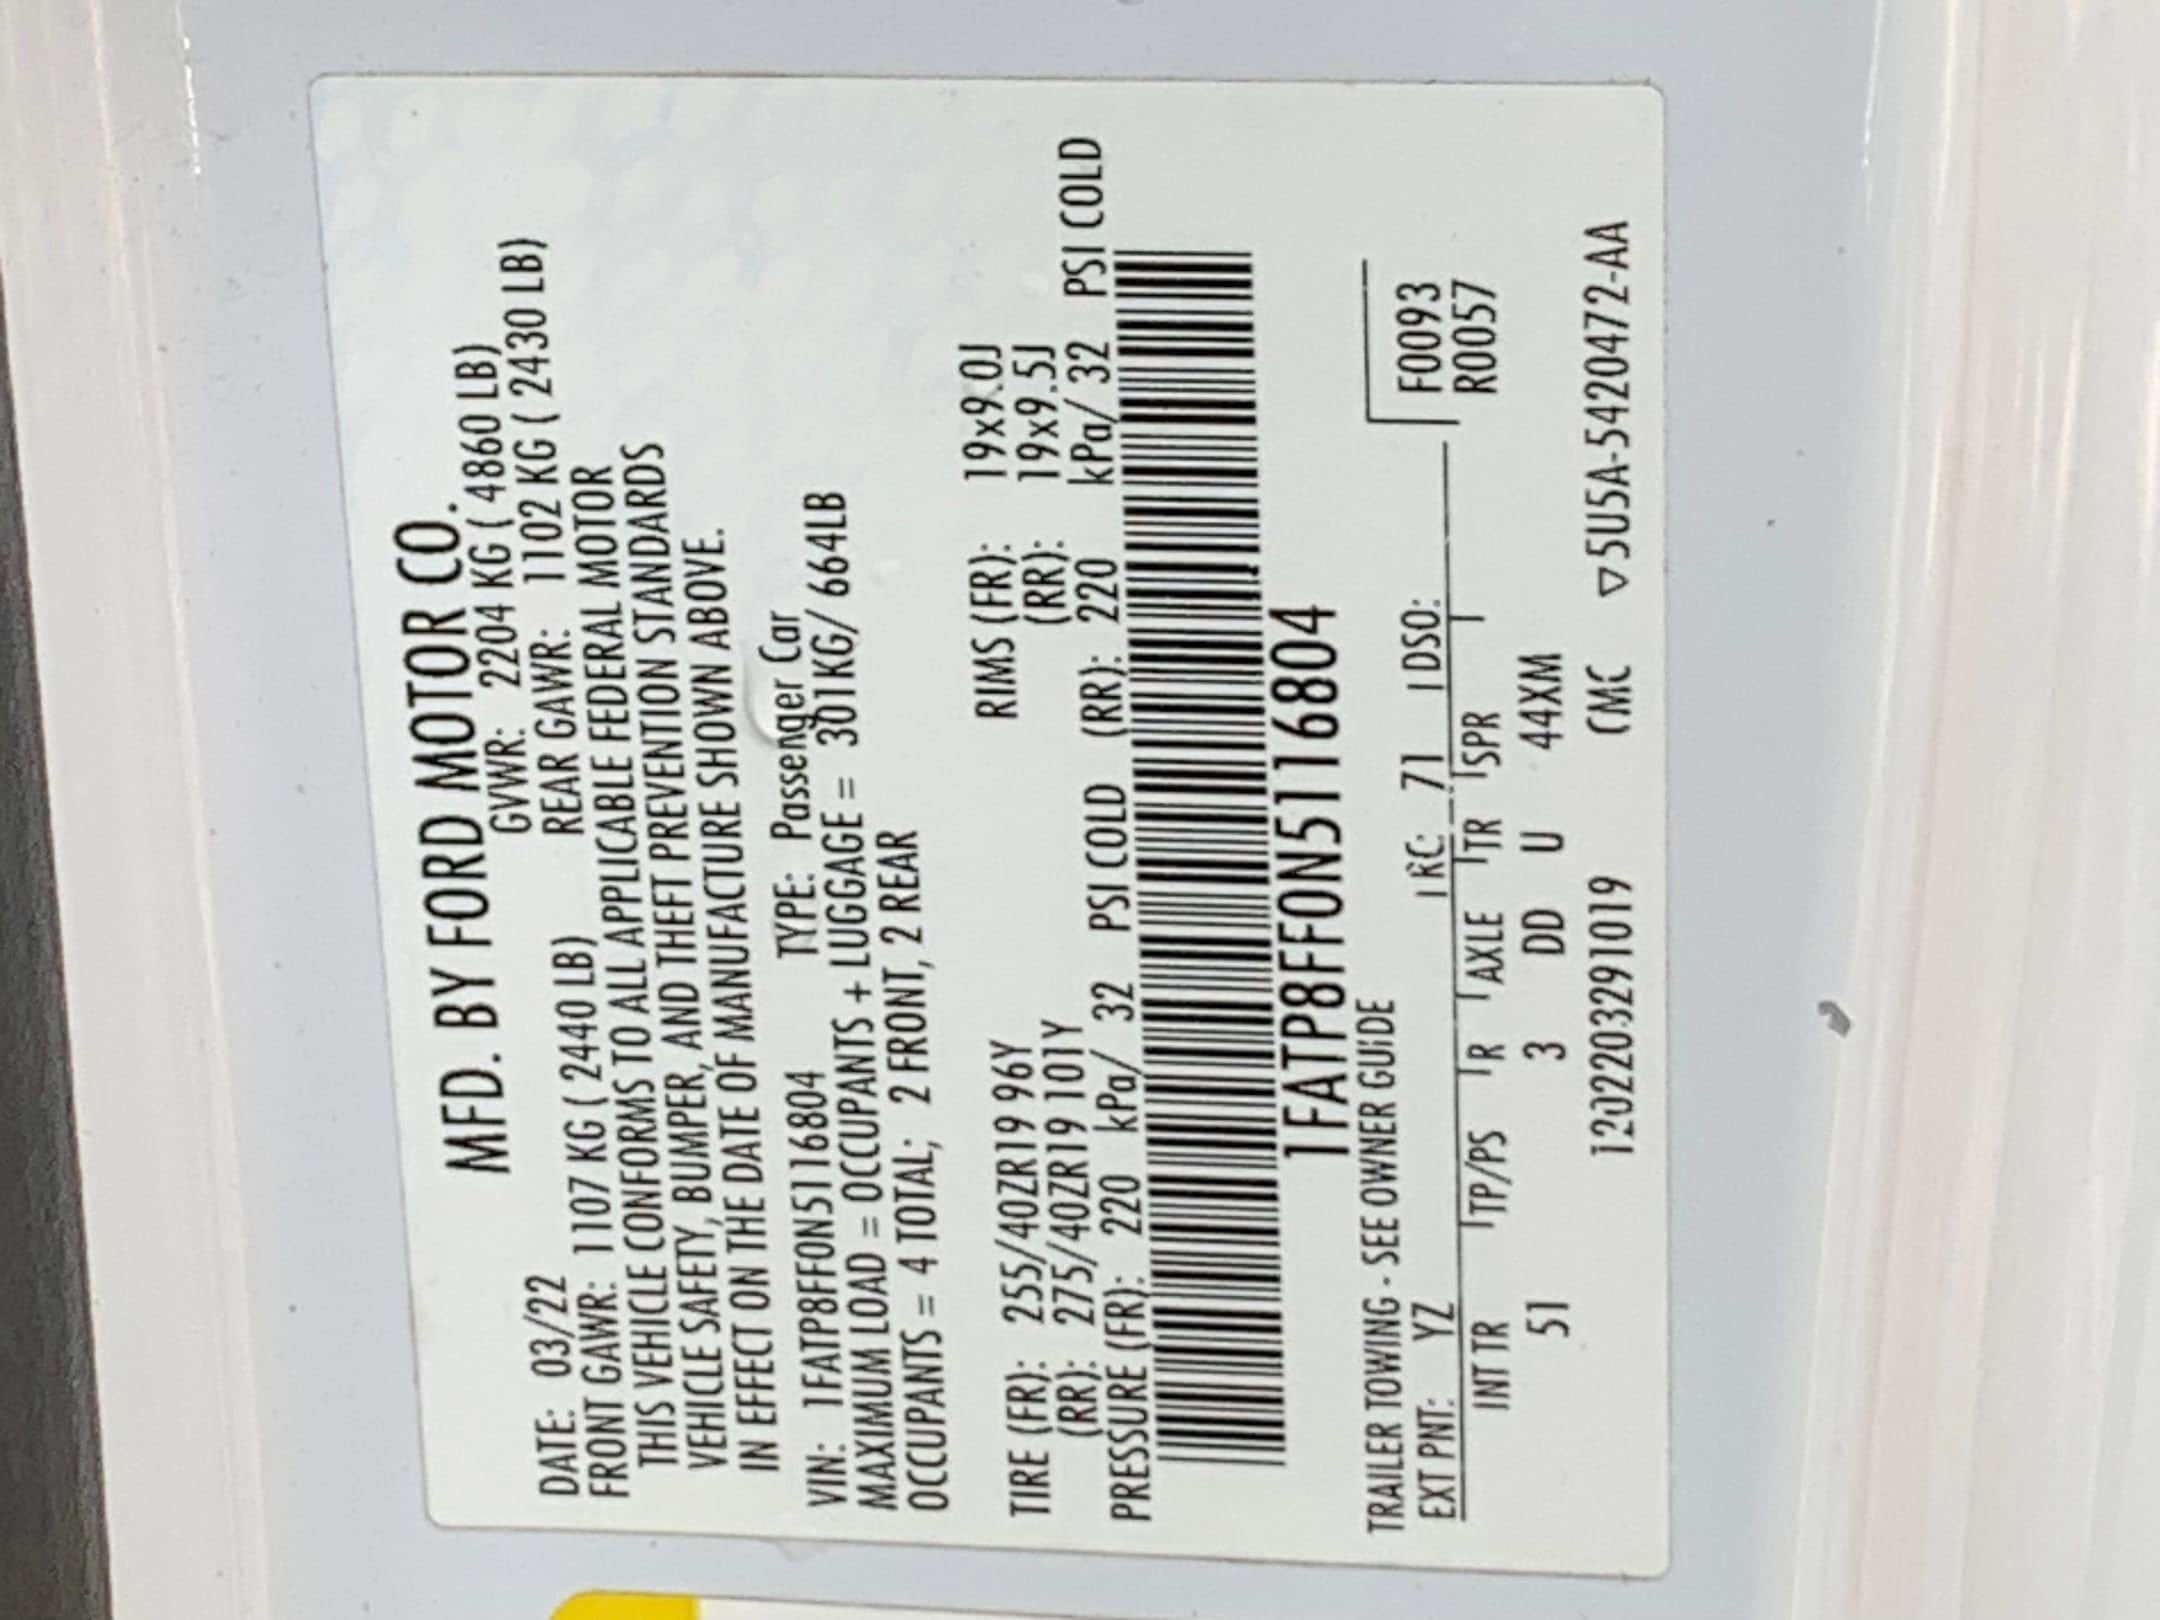 MFD. BY FORD MOTOR CO.
DATE: 03/22 GVWR: 2204 KG ( 4860 LB)
FRONT GAWR: 1107 KG ( 2440 LB) REAR GAWR: 1102 KG ( 2430 LB)
THIS VEHICLE CONFORMS TO ALL APPLICABLE FEDERAL MOTOR
VEHICLE SAFETY, BUMPER, AND THEFT PREVENTION STANDARDS
IN EFFECT ON THE DATE OF MANUFACTURE SHOWN ABOVE.
VIN: 1FATP8FF0N5116804 TYPE: Passenger Car
MAXIMUM LOAD = OCCUPANTS + LUGGAGE = 301KG/ 664LB
OCCUPANTS = 4 TOTAL; 2 FRONT, 2 REAR
TIRE (FR): 255/40ZR19 96Y RIMS (FR): 19x9.0J
(RR): 275/40ZR19 101Y (RR): 19x9.5J
PRESSURE (FR): 220 kPa/ 32 PSI COLD (RR): 220 kPa/ 32 PSI COLD
1FATP8FF0N5116804
TRAILER TOWING - SEE OWNER GUIDE
EXT PNT: YZ RC: 71 DSO: F0093
INT TR TP/PS R AXLE TR SPR R0057
51 3 DD U 44XM
1202203291019 CMC ▽5U5A-5420472-AA